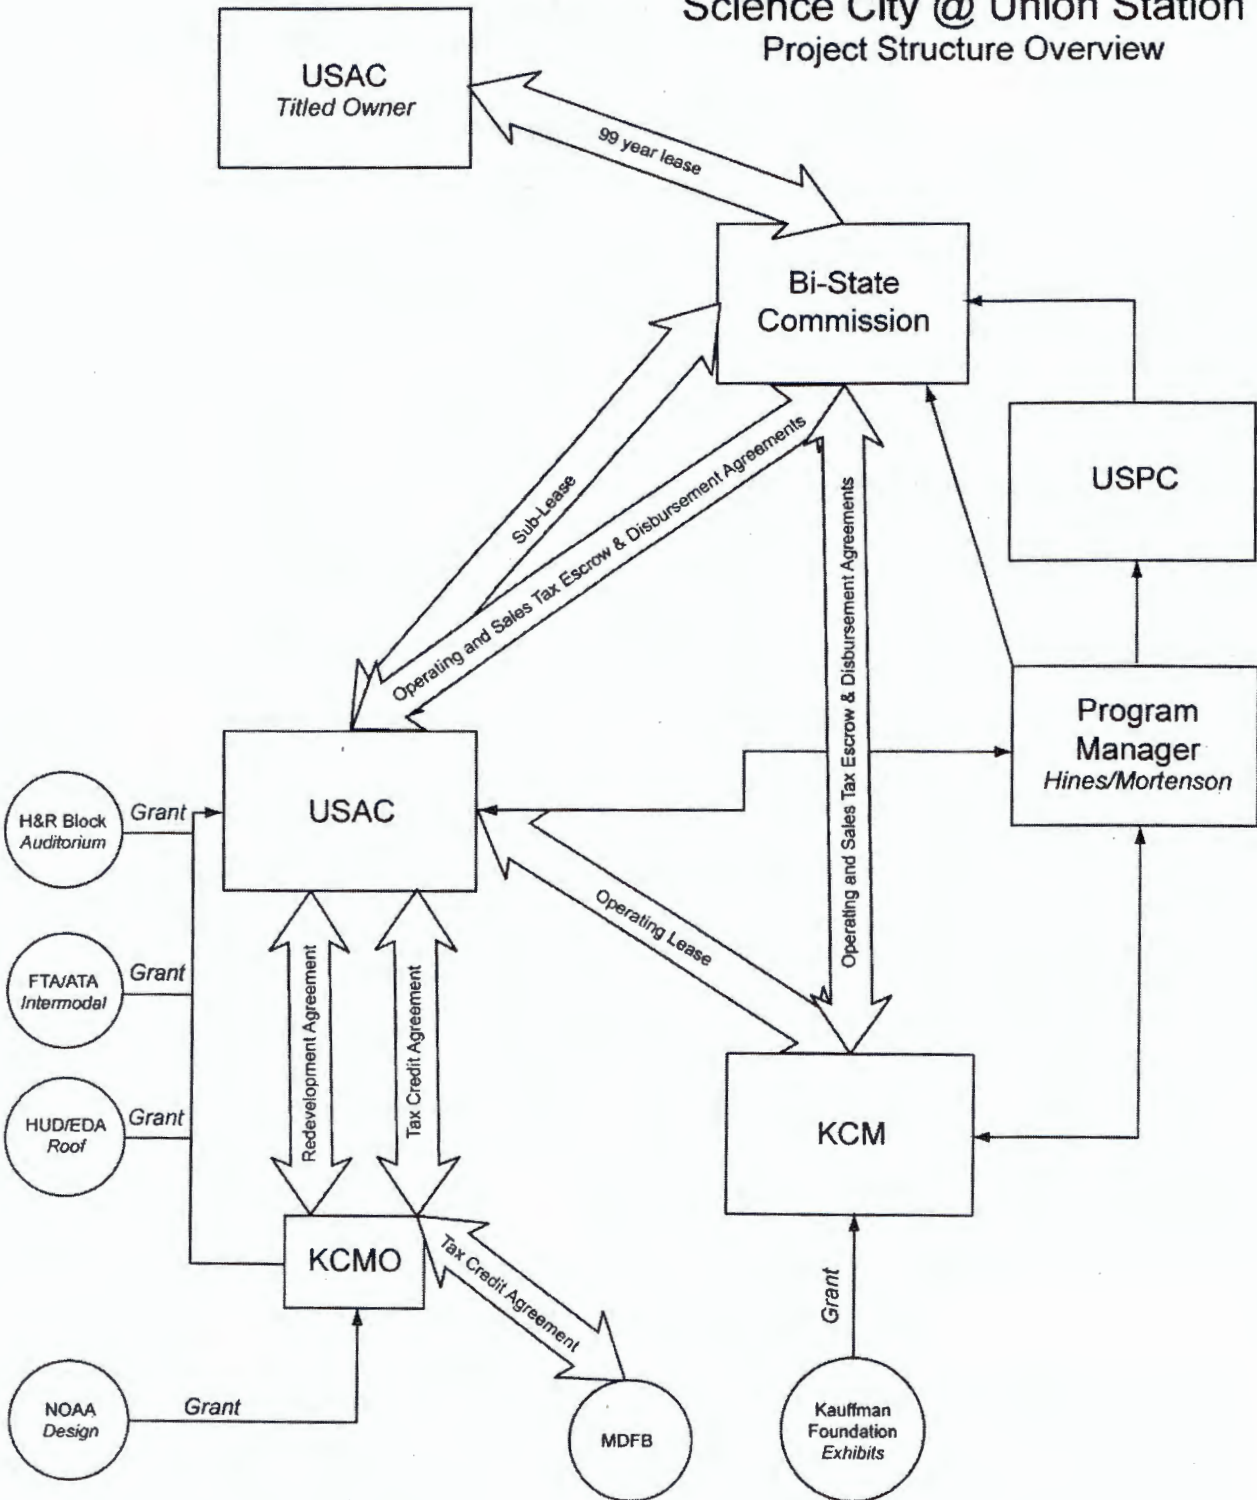 Science City @ Union Station
Project Structure Overview
USAC
Titled Owner
99 year lease
Bi-State
Commission
USPC
Sub-Lease
Operating and Sales Tax Escrow & Disbursement Agreements
Operating and Sales Tax Escrow & Disbursement Agreements
Program
Manager
Hines/Mortenson
USAC
H&R Block
Auditorium
Grant
Operating Lease
FTA/ATA
Intermodal
Grant
Redevelopment Agreement
Tax Credit Agreement
HUD/EDA
Roof
Grant
KCM
KCMO
Tax Credit Agreement
Grant
NOAA
Design
Grant
MDFB
Kauffman
Foundation
Exhibits